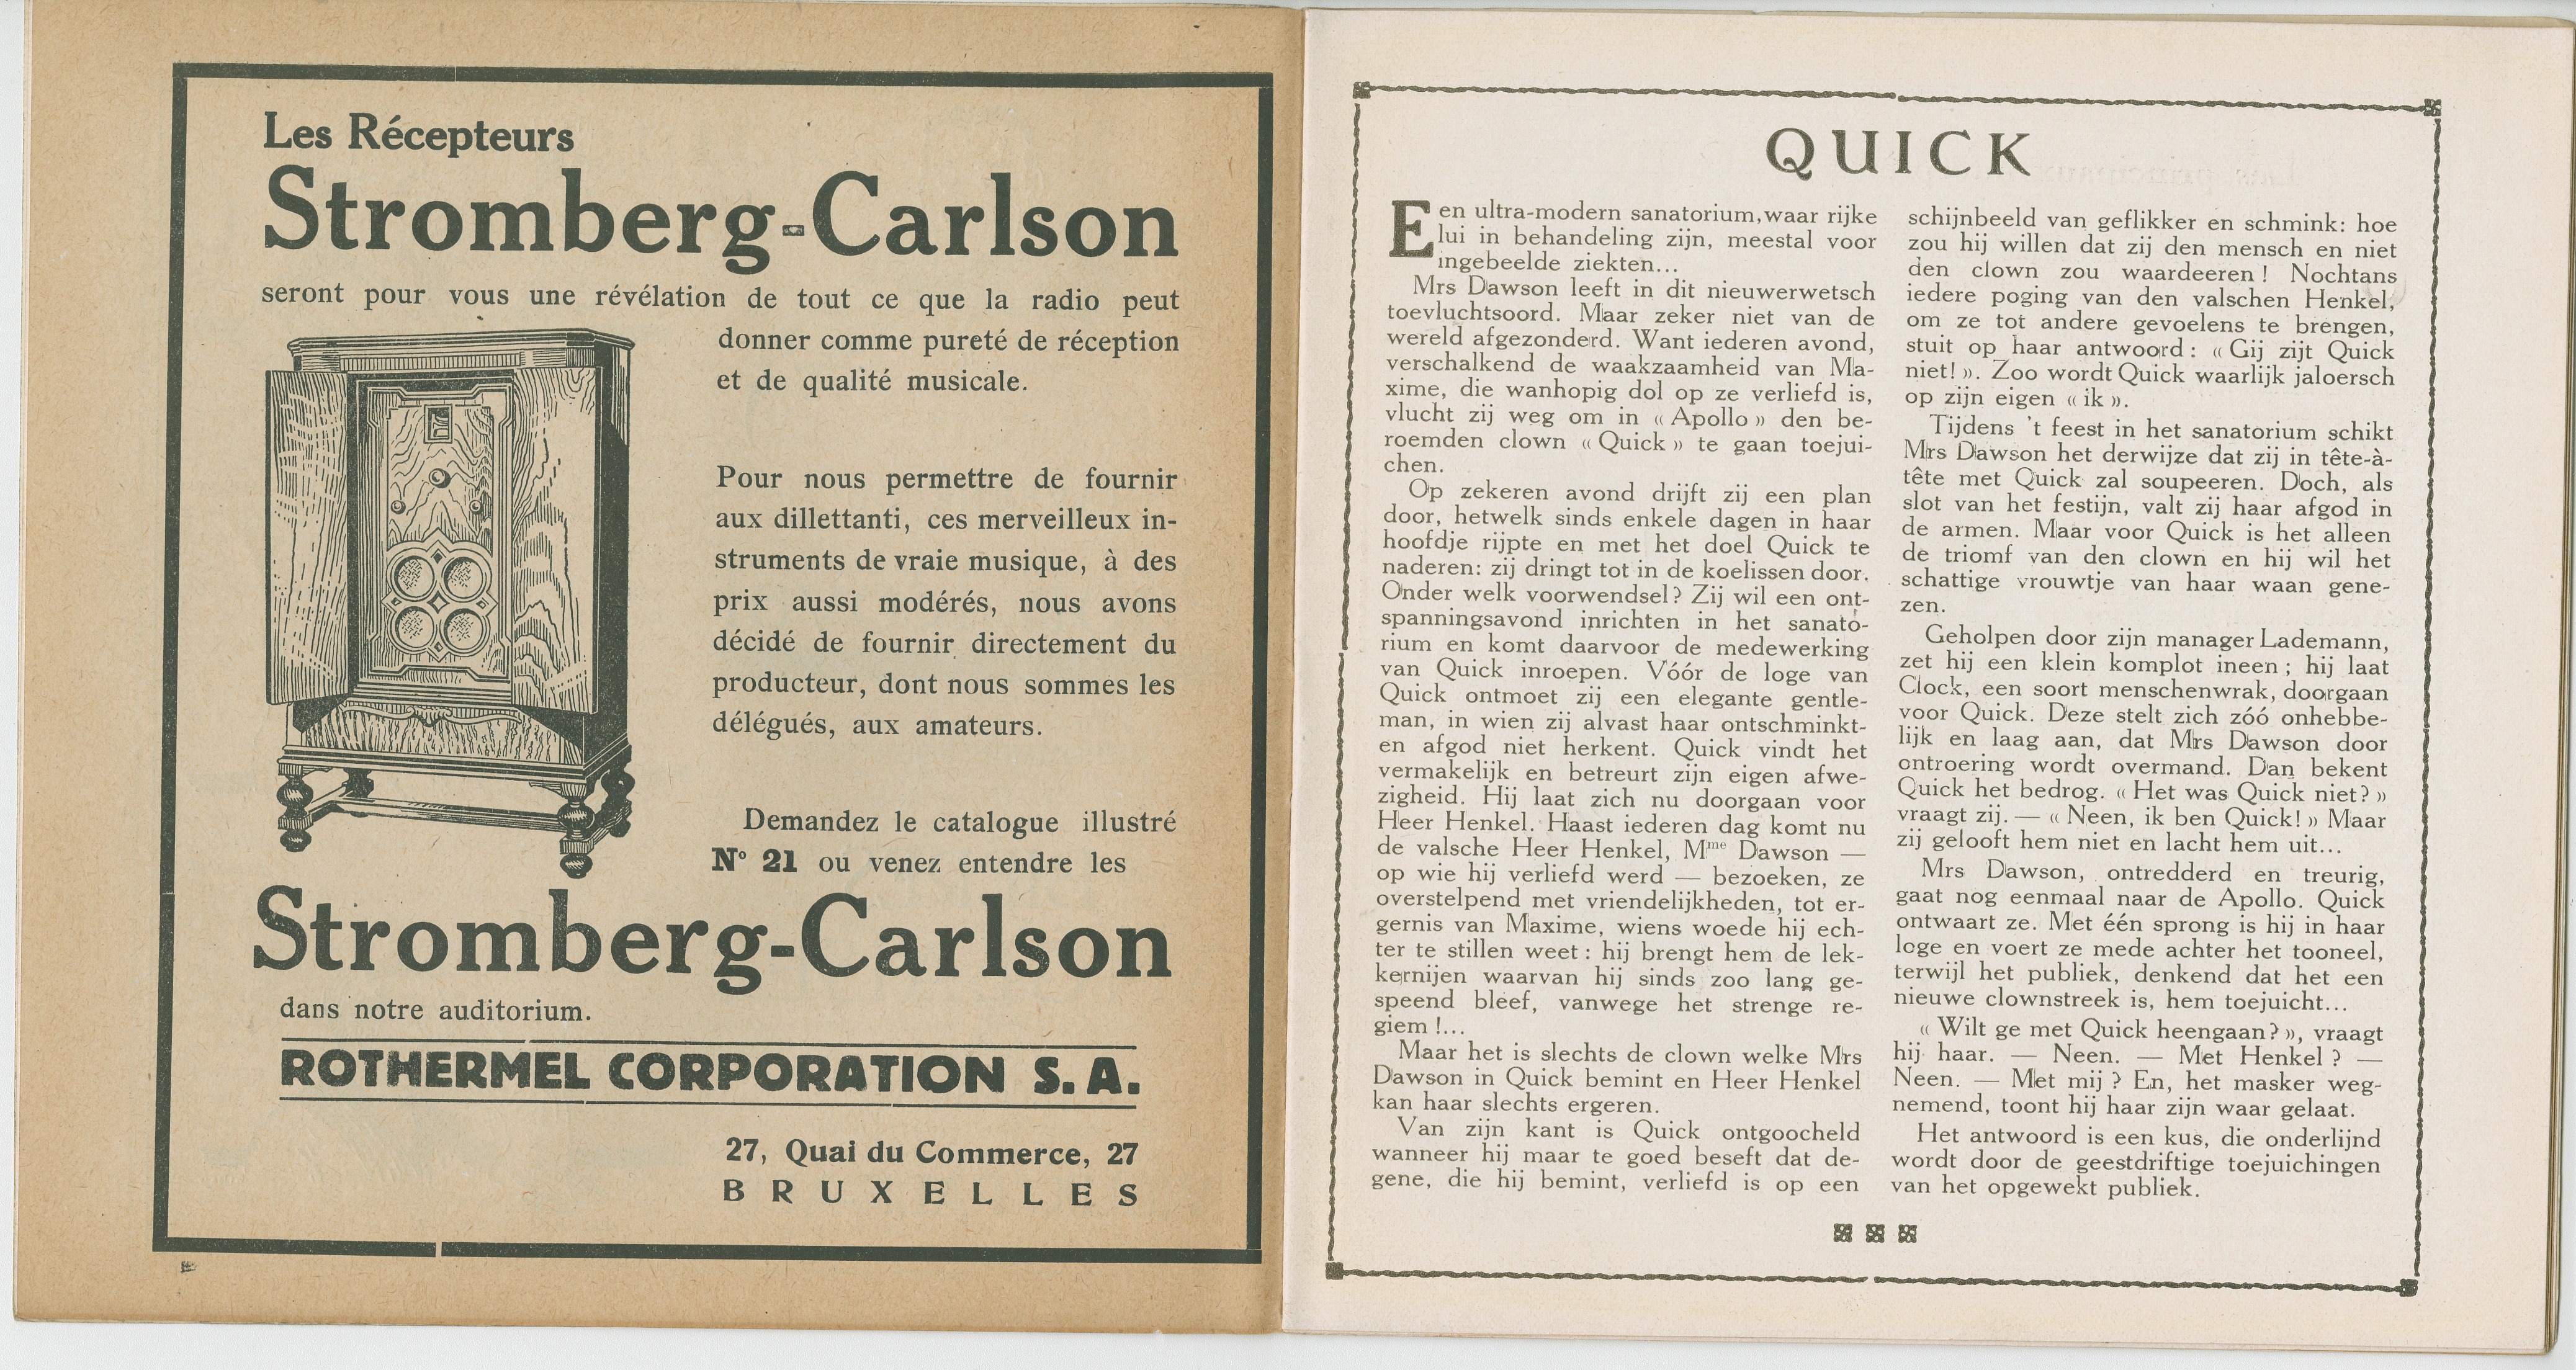 Les Récepteurs
Stromberg-Carlson
seront pour vous une révélation de tout ce que la radio peut
donner comme pureté de réception
et de qualité musicale.
Pour nous permettre de fournir
aux dillettanti, ces merveilleux in-
struments de vraie musique, à des
prix aussi modérés, nous avons
décidé de fournir directement du
producteur, dont nous sommes les
délégués, aux amateurs.
Demandez le catalogue illustré
N° 21 ou venez entendre les
Stromberg-Carlson
dans notre auditorium.
ROTHERMEL CORPORATION S. A.
27, Quai du Commerce, 27
BRUXELLES
QUICK
Een ultra-modern sanatorium, waar rijke
lui in behandeling zijn, meestal voor
ingebeelde ziekten...
Mrs Dawson leeft in dit nieuwerwetsch
toevluchtsoord. Maar zeker niet van de
wereld afgezonderd. Want iederen avond,
verschalkend de waakzaamheid van Ma-
xime, die wanhopig dol op ze verliefd is,
vlucht zij weg om in « Apollo » den be-
roemden clown « Quick » te gaan toejui-
chen.
Op zekeren avond drijft zij een plan
door, hetwelk sinds enkele dagen in haar
hoofdje rijpte en met het doel Quick te
naderen: zij dringt tot in de koelissen door.
Onder welk voorwendsel? Zij wil een ont-
spanningsavond inrichten in het sanato-
rium en komt daarvoor de medewerking
van Quick inroepen. Vóór de loge van
Quick ontmoet zij een elegante gentle-
man, in wien zij alvast haar ontschminkt-
en afgod niet herkent. Quick vindt het
vermakelijk en betreurt zijn eigen afwe-
zigheid. Hij laat zich nu doorgaan voor
Heer Henkel. Haast iederen dag komt nu
de valsche Heer Henkel, Mme Dawson —
op wie hij verliefd werd — bezoeken, ze
overstelpend met vriendelijkheden, tot er-
gernis van Maxime, wiens woede hij ech-
ter te stillen weet : hij brengt hem de lek-
kernijen waarvan hij sinds zoo lang ge-
speend bleef, vanwege het strenge re-
giem !...
Maar het is slechts de clown welke Mrs
Dawson in Quick bemint en Heer Henkel
kan haar slechts ergeren.
Van zijn kant is Quick ontgoocheld
wanneer hij maar te goed beseft dat de-
gene, die hij bemint, verliefd is op een
schijnbeeld van geflikker en schmink: hoe
zou hij willen dat zij den mensch en niet
den clown zou waardeeren ! Nochtans
iedere poging van den valschen Henkel,
om ze tot andere gevoelens te brengen,
stuit op haar antwoord : « Gij zijt Quick
niet! ». Zoo wordt Quick waarlijk jaloersch
op zijn eigen « ik ».
Tijdens 't feest in het sanatorium schikt
Mrs Dawson het derwijze dat zij in tête-à-
tête met Quick zal soupeeren. Doch, als
slot van het festijn, valt zij haar afgod in
de armen. Maar voor Quick is het alleen
de triomf van den clown en hij wil het
schattige vrouwtje van haar waan gene-
zen.
Geholpen door zijn manager Lademann,
zet hij een klein komplot ineen ; hij laat
Clock, een soort menschenwrak, doorgaan
voor Quick. Deze stelt zich zóó onhebbe-
lijk en laag aan, dat Mrs Dawson door
ontroering wordt overmand. Dan bekent
Quick het bedrog. « Het was Quick niet? »
vraagt zij. — « Neen, ik ben Quick! » Maar
zij gelooft hem niet en lacht hem uit...
Mrs Dawson, ontredderd en treurig,
gaat nog eenmaal naar de Apollo. Quick
ontwaart ze. Met één sprong is hij in haar
loge en voert ze mede achter het tooneel,
terwijl het publiek, denkend dat het een
nieuwe clownstreek is, hem toejuicht...
« Wilt ge met Quick heengaan? », vraagt
hij haar. — Neen. — Met Henkel ? —
Neen. — Met mij ? En, het masker weg-
nemend, toont hij haar zijn waar gelaat.
Het antwoord is een kus, die onderlijnd
wordt door de geestdriftige toejuichingen
van het opgewekt publiek.